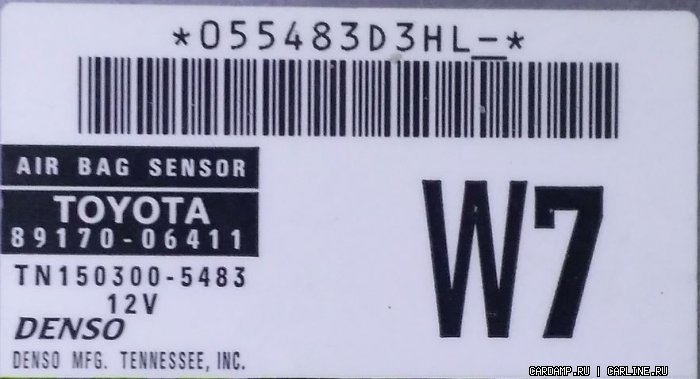 *055483D3HL-*
AIR BAG SENSOR
TOYOTA
89170-06411
W7
TN150300-5483
12V
DENSO
DENSO MFG. TENNESSEE, INC.
CARDAMP.RU | CARLINE.RU